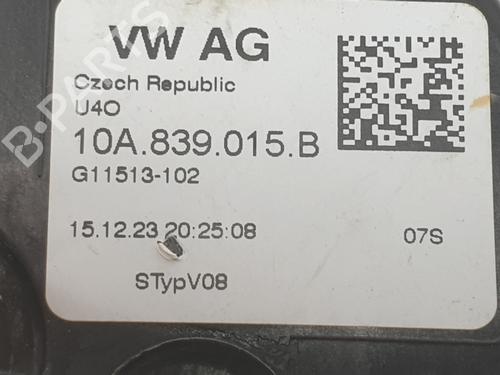 VW AG
Czech Republic
U4O
10A.839.015.B
G11513-102
15.12.23 20:25:08
07S
STypV08
B-PARTS